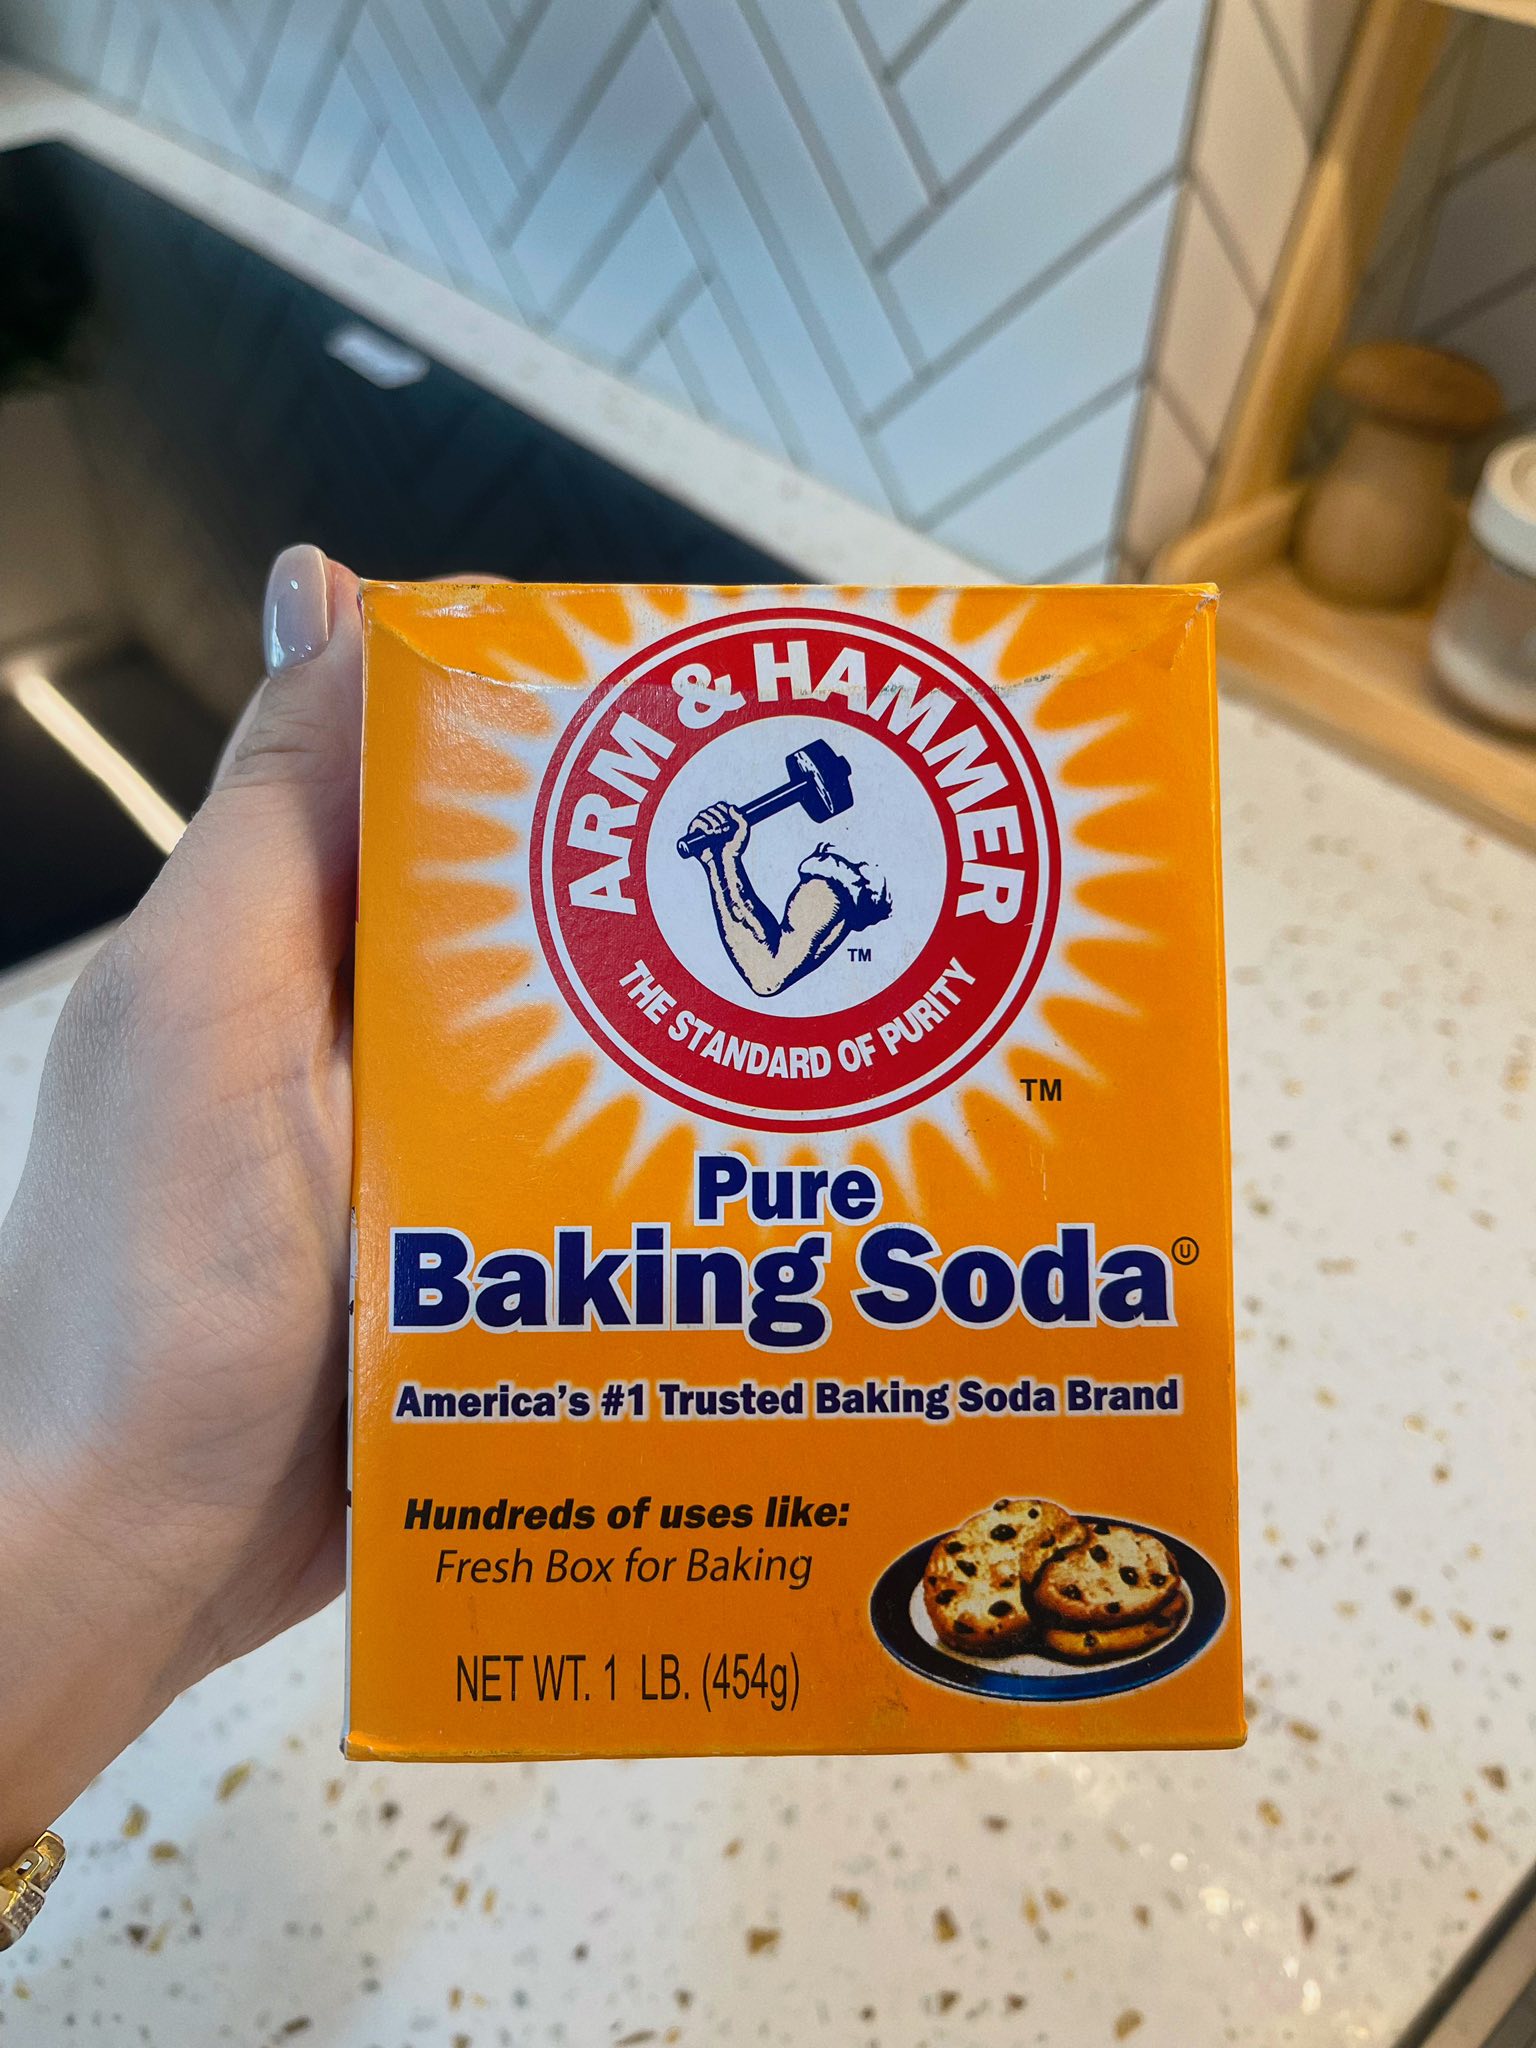 ARM & HAMMER
™
THE STANDARD OF PURITY
™
Pure
Baking Soda Ⓤ
America's #1 Trusted Baking Soda Brand
Hundreds of uses like:
Fresh Box for Baking
NET WT. 1 LB. (454g)